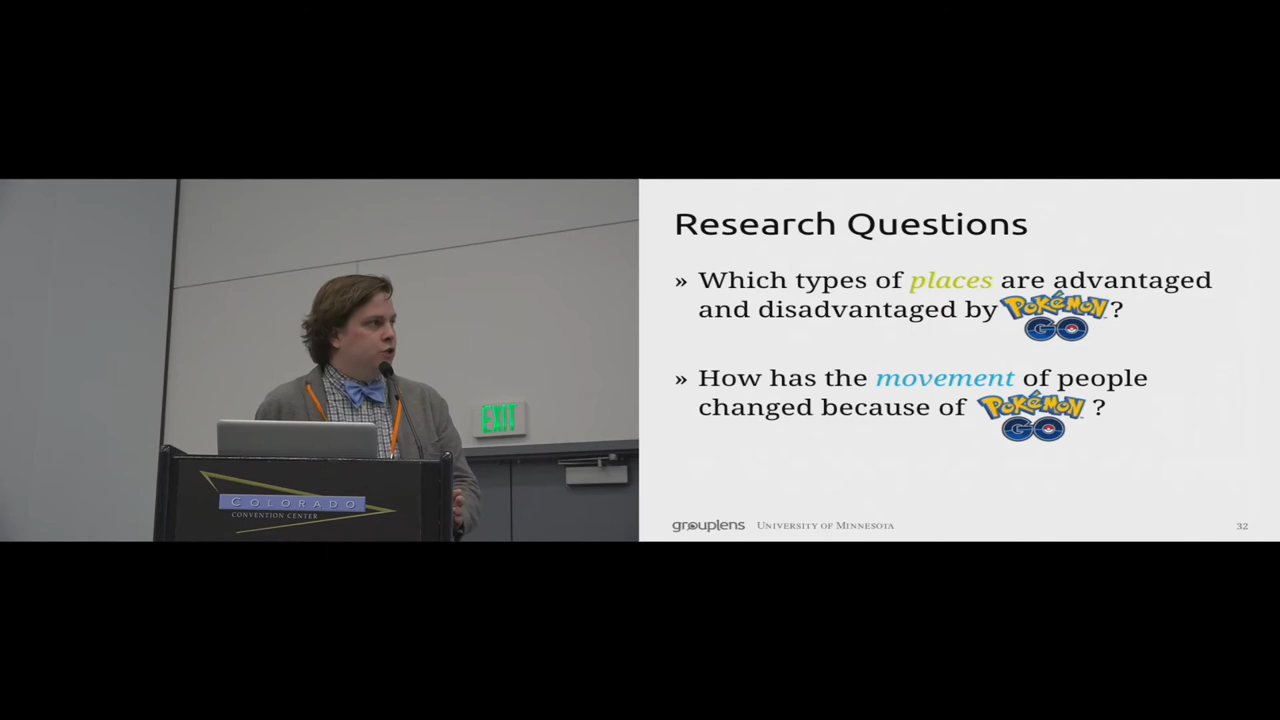 EXIT
COLORADO
CONVENTION CENTER
Research Questions
» Which types of places are advantaged
and disadvantaged by POKéMON GO ?
» How has the movement of people
changed because of POKéMON GO ?
grouplens UNIVERSITY OF MINNESOTA 32